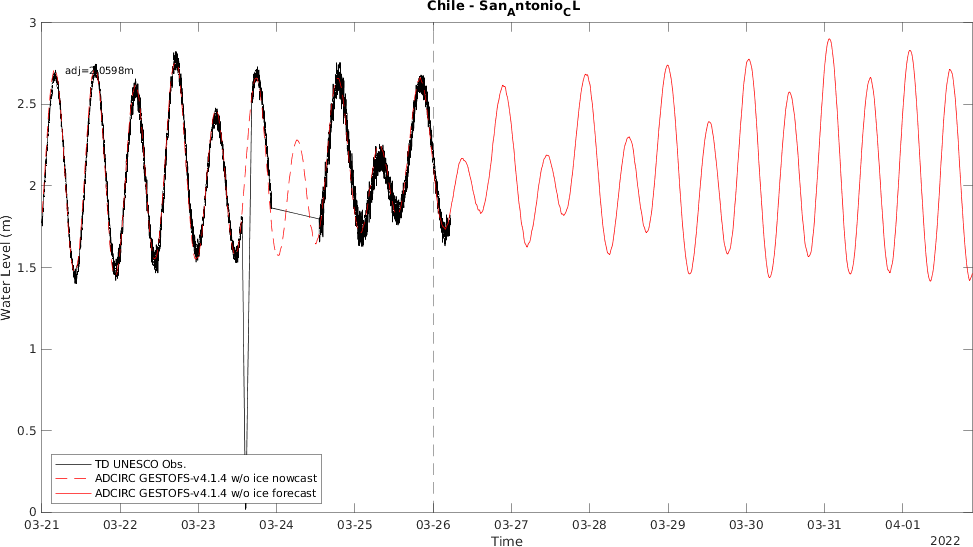 Chile - San_Antonio_CL
3
adj=2.0598m
2.5
2
1.5
1
0.5
0
Water Level (m)
TD UNESCO Obs.
ADCIRC GESTOFS-v4.1.4 w/o ice nowcast
ADCIRC GESTOFS-v4.1.4 w/o ice forecast
03-21 03-22 03-23 03-24 03-25 03-26 03-27 03-28 03-29 03-30 03-31 04-01
Time
2022